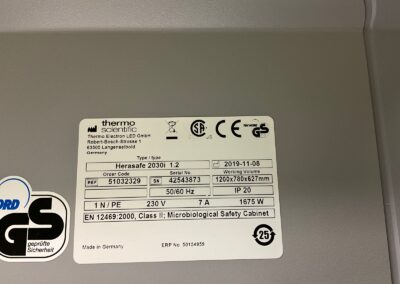 thermo
scientific
Thermo Electron LED GmbH
Robert-Bosch-Strasse 1
63505 Langenselbold
Germany
Type / type
Herasafe 2030i 1.2
2019-11-08
Order Code
Serial No
Working Volume
REF 51032329
SN 42543873
1200x780x627mm
50/60 Hz
IP 20
1 N / PE 230 V 7 A 1675 W
EN 12469:2000, Class II; Microbiological Safety Cabinet
Made in Germany
ERP No. 50134955
25
ORD
GS
geprüfte
Sicherheit